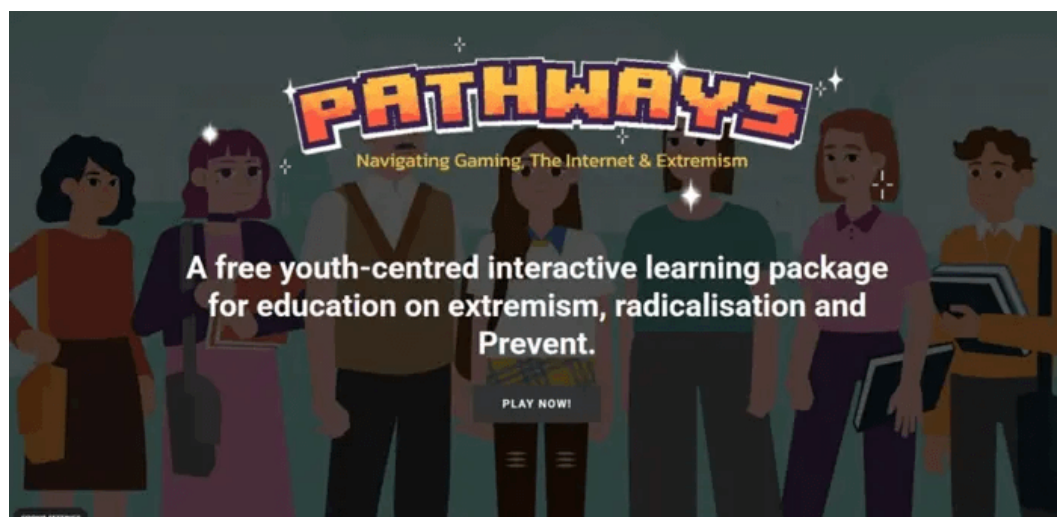 PATHWAYS
Navigating Gaming, The Internet & Extremism
A free youth-centred interactive learning package
for education on extremism, radicalisation and
Prevent.
PLAY NOW!